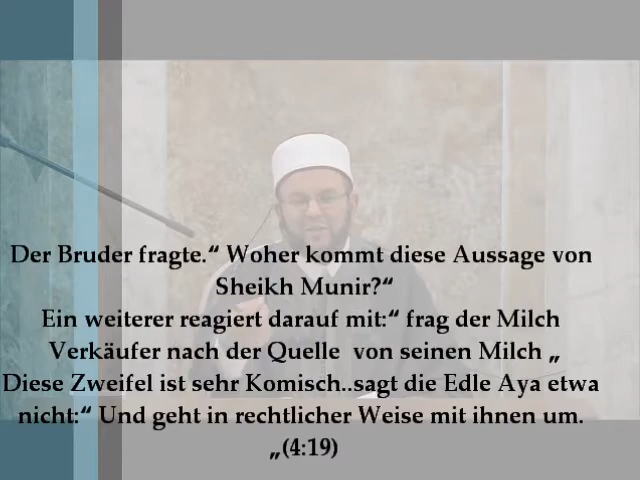 Der Bruder fragte.“ Woher kommt diese Aussage von
Sheikh Munir?“
Ein weiterer reagiert darauf mit:“ frag der Milch
Verkäufer nach der Quelle von seinen Milch „
Diese Zweifel ist sehr Komisch..sagt die Edle Aya etwa
nicht:“ Und geht in rechtlicher Weise mit ihnen um.
„(4:19)